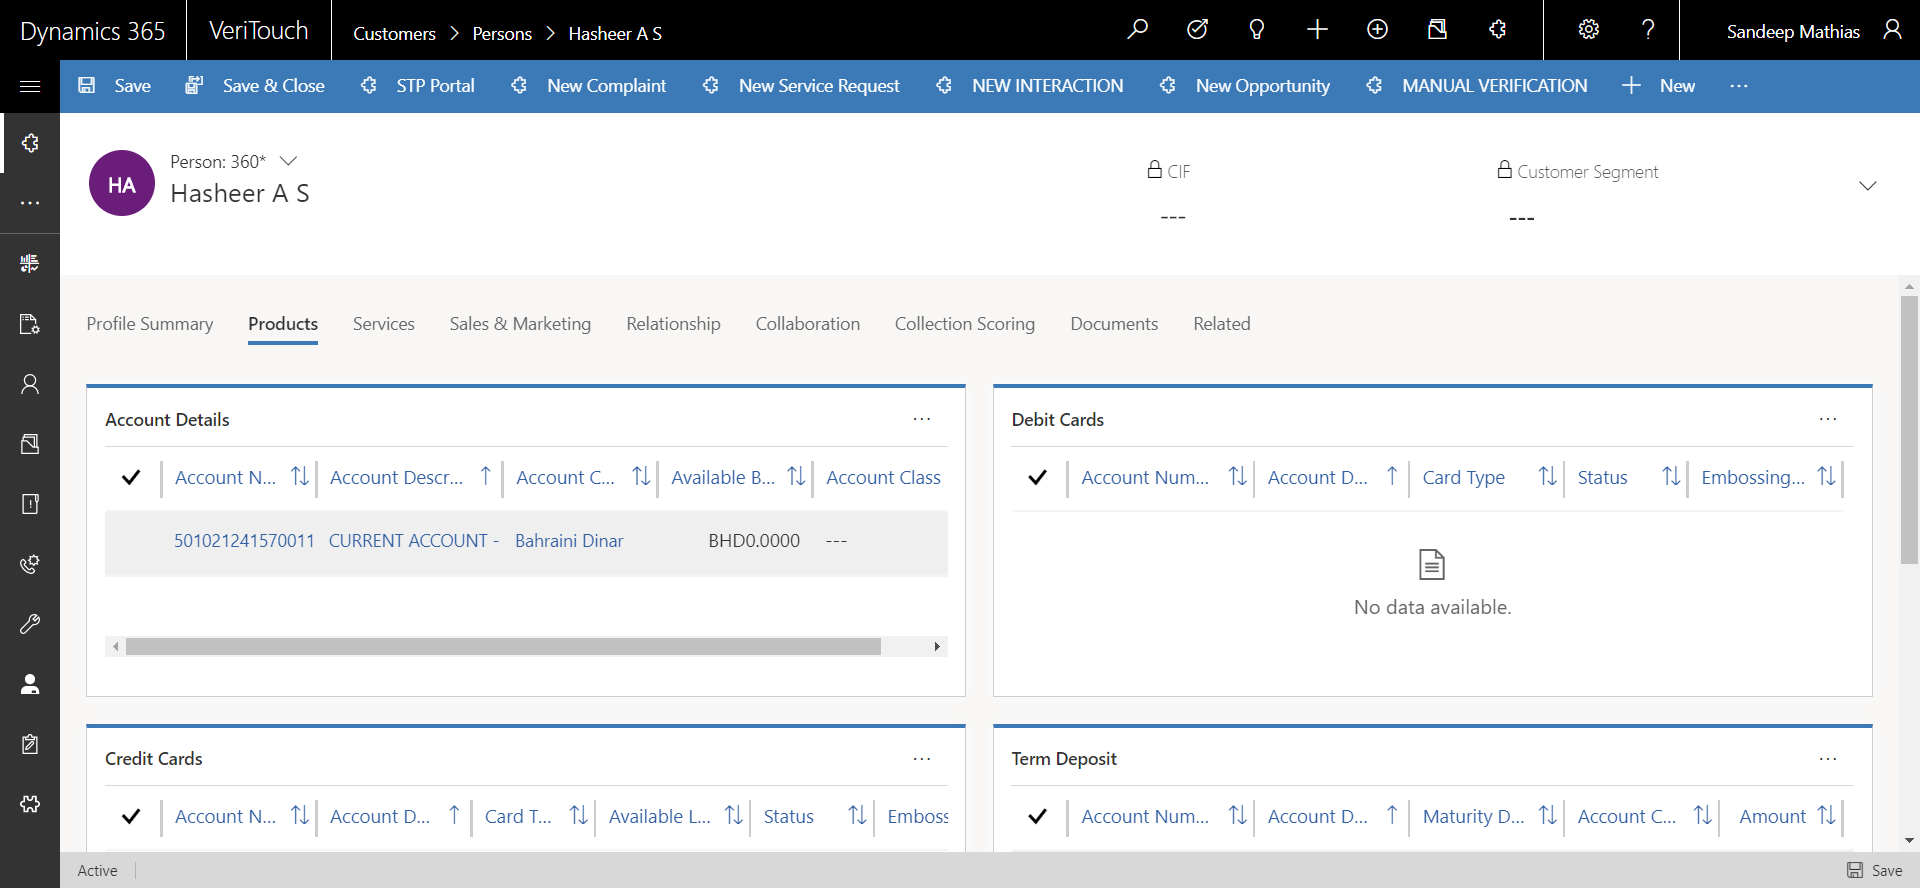 Dynamics 365 VeriTouch Customers > Persons > Hasheer A S Sandeep Mathias
Save Save & Close STP Portal New Complaint New Service Request NEW INTERACTION New Opportunity MANUAL VERIFICATION New ...
HA
Person: 360*
Hasheer A S
CIF
---
Customer Segment
---
Profile Summary Products Services Sales & Marketing Relationship Collaboration Collection Scoring Documents Related
Account Details ...
Account N... Account Descr... Account C... Available B... Account Class
501021241570011 CURRENT ACCOUNT - Bahraini Dinar BHD0.0000 ---
Debit Cards ...
Account Num... Account D... Card Type Status Embossing...
No data available.
Credit Cards ...
Account N... Account D... Card T... Available L... Status Emboss
Term Deposit ...
Account Num... Account D... Maturity D... Account C... Amount
Active Save